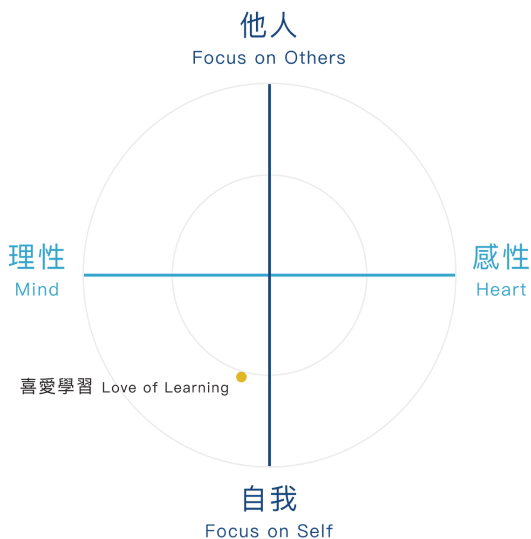 他人
Focus on Others
理性
Mind
感性
Heart
喜愛學習 Love of Learning
自我
Focus on Self